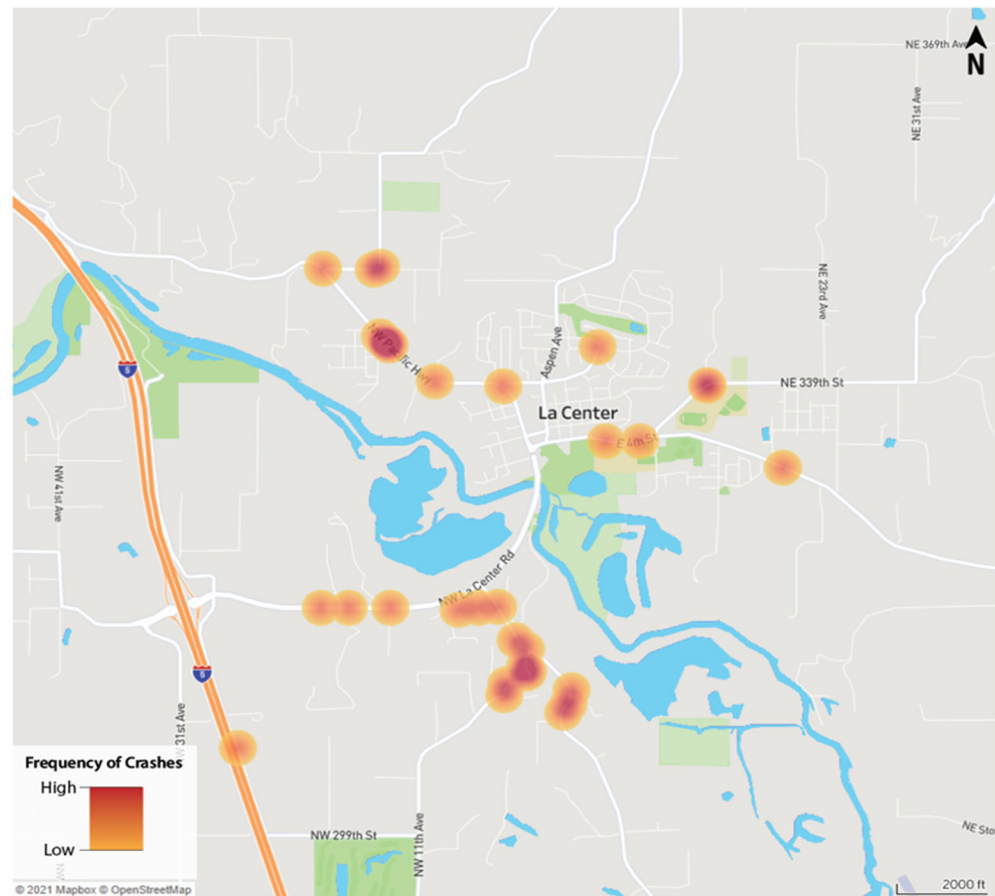 NE 369th Ave
N
NE 31st Ave
NE 23rd Ave
NW Pacific Hwy
Aspen Ave
NE 339th St
La Center
E 4th St
5
NW 41st Ave
NW La Center Rd
5
31st Ave
Frequency of Crashes
High
Low
NW 299th St
NW 11th Ave
NE Sto
© 2021 Mapbox © OpenStreetMap
2000 ft